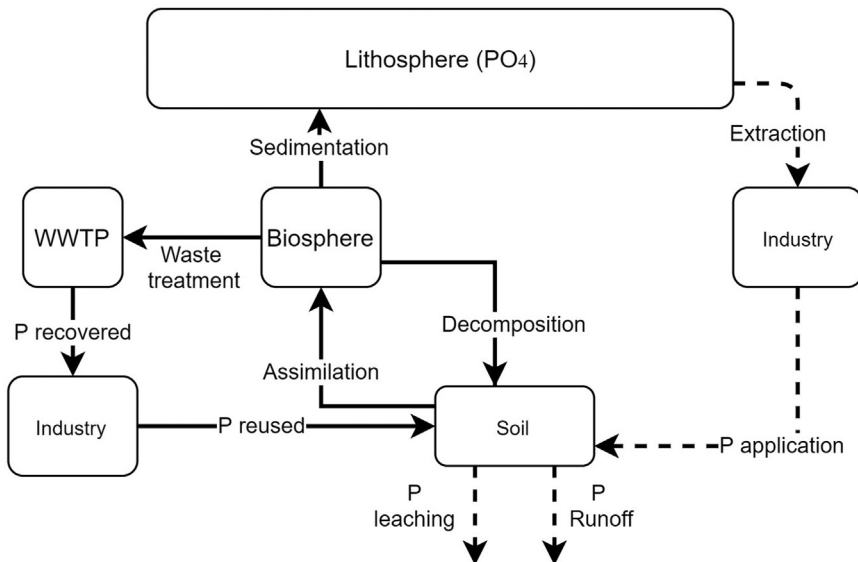 Lithosphere (PO4)
Sedimentation
Extraction
WWTP
Waste
treatment
Biosphere
Industry
P recovered
Decomposition
Assimilation
Industry
P reused
Soil
P application
P
leaching
P
Runoff